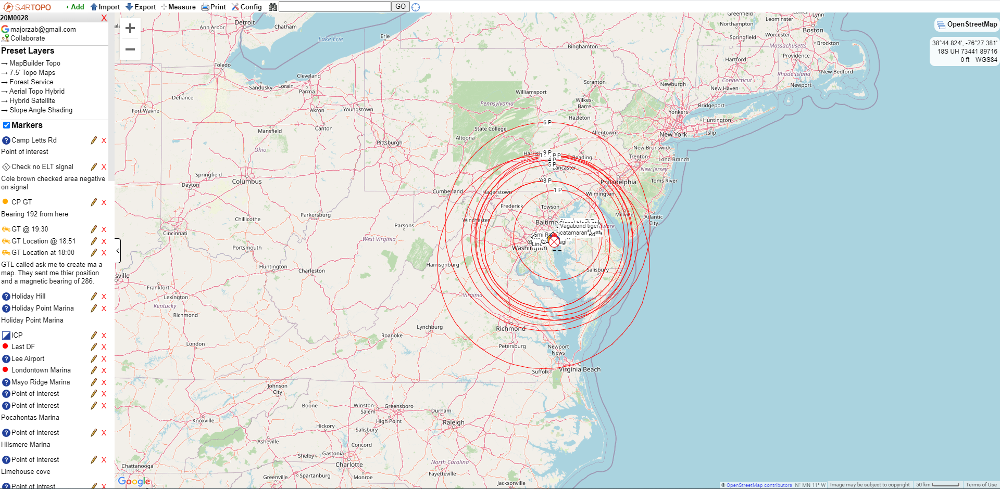 SARTOPO
+ Add
Import
Export
Measure
Print
Config
GO
20M0028
X
majorzab@gmail.com
Collaborate
Preset Layers
→ MapBuilder Topo
→ 7.5' Topo Maps
→ Forest Service
→ Aerial Topo Hybrid
→ Hybrid Satellite
→ Slope Angle Shading
Markers
Camp Letts Rd X
Point of interest
Check no ELT signal X
Cole brown checked area negative
on signal
CP GT X
Bearing 192 from here
GT @ 19:30 X
GT Location @ 18:51 X
GT Location at 18:00 X
GTL called ask me to create ma a
map. They sent me thier position
and a magnetic bearing of 286.
Holiday Hill X
Holiday Point Marina X
Holiday Point Marina
ICP X
Last DF X
Lee Airport X
Londontown Marina X
Mayo Ridge Marina X
Point of Interest X
Point of Interest X
Pocahontas Marina
Point of Interest X
Hilsmere Marina
Point of Interest X
Limehouse cove
Point of Intrest X
+
−
<
OpenStreetMap
38°44.824', -76°27.381'
18S UH 73441 89716
0 ft WGS84
Detroit
Ann Arbor
Chatham
Lake Erie
Erie
Toledo
Cleveland
Sandusky
Lorain
Parma
Defiance
Fort Wayne
Akron
Youngstown
Canton
Mansfield
Ohio
Pittsburgh
Springfield
Dayton
Columbus
Chillicothe
Parkersburg
Cincinnati
Portsmouth
Parsons
West Virginia
Huntington
Charleston
sville
Frankfort
Lexington
Kentucky
Richmond
London
Roanoke
Lynchburg
Virginia
Harrisonburg
Johnson
City
Boone
Winston-
Salem
Greensboro
High Point
Durham
Raleigh
Knoxville
Hickory
Salisbury
Asheville
Concord
Shelby
Gastonia
Charlotte
North Carolina
Fayetteville
Chattanooga
Greenville
Spartanburg
Monroe
Jacksonville
Binghamton
Scranton
Williamsport
Wilkes-
Barre
Pennsylvania
Hazleton
State College
Altoona
Allentown
6 P
9 P
4 P
5 P
8 P
1 P
Reading
Lancaster
Cumberland
Hagerstown
Frederick
Towson
Winchester
Philadelphia
Wilmington
Millville
Atlantic
City
Vagabond tiger
catamaran
Washington
Salisbury
Richmond
Petersburg
Newport
News
Suffolk
Virginia Beach
Greenfield
Lynn
Northampton
Leominster
Boston
Worcester
Springfield
Brockton
Massachusetts
Providence
Hartford
New Bedford
Rhode Island
Connecticut
Newport
Newburgh
New Haven
Bridgeport
Yonkers
Huntington
New York
Islip
New Brunswick
Trenton
Long Branch
New Jersey
Toms River
Google
© OpenStreetMap contributors
MN 11° W
Image may be subject to copyright
50 km
Terms of Use